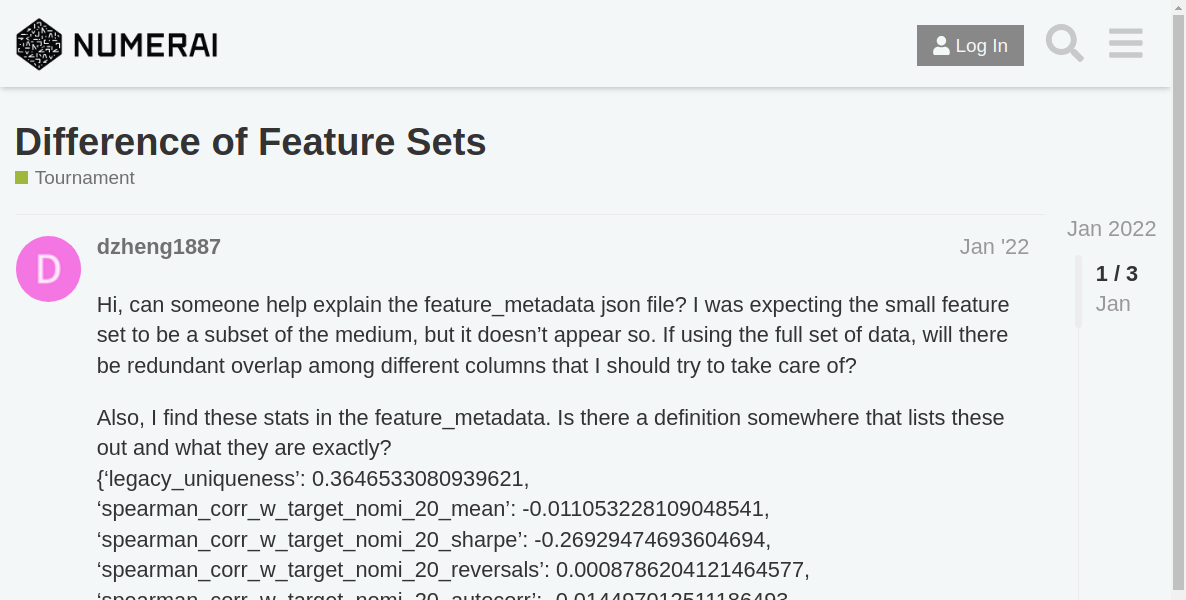 NUMERAI
Log In
Difference of Feature Sets
Tournament
Jan 2022
dzheng1887
Jan '22
1 / 3
Jan
Hi, can someone help explain the feature_metadata json file? I was expecting the small feature
set to be a subset of the medium, but it doesn’t appear so. If using the full set of data, will there
be redundant overlap among different columns that I should try to take care of?
Also, I find these stats in the feature_metadata. Is there a definition somewhere that lists these
out and what they are exactly?
{‘legacy_uniqueness’: 0.3646533080939621,
‘spearman_corr_w_target_nomi_20_mean’: -0.011053228109048541,
‘spearman_corr_w_target_nomi_20_sharpe’: -0.26929474693604694,
‘spearman_corr_w_target_nomi_20_reversals’: 0.0008786204121464577,
‘spearman_corr_w_target_nomi_20_autocorr’: -0.014497012511186493,